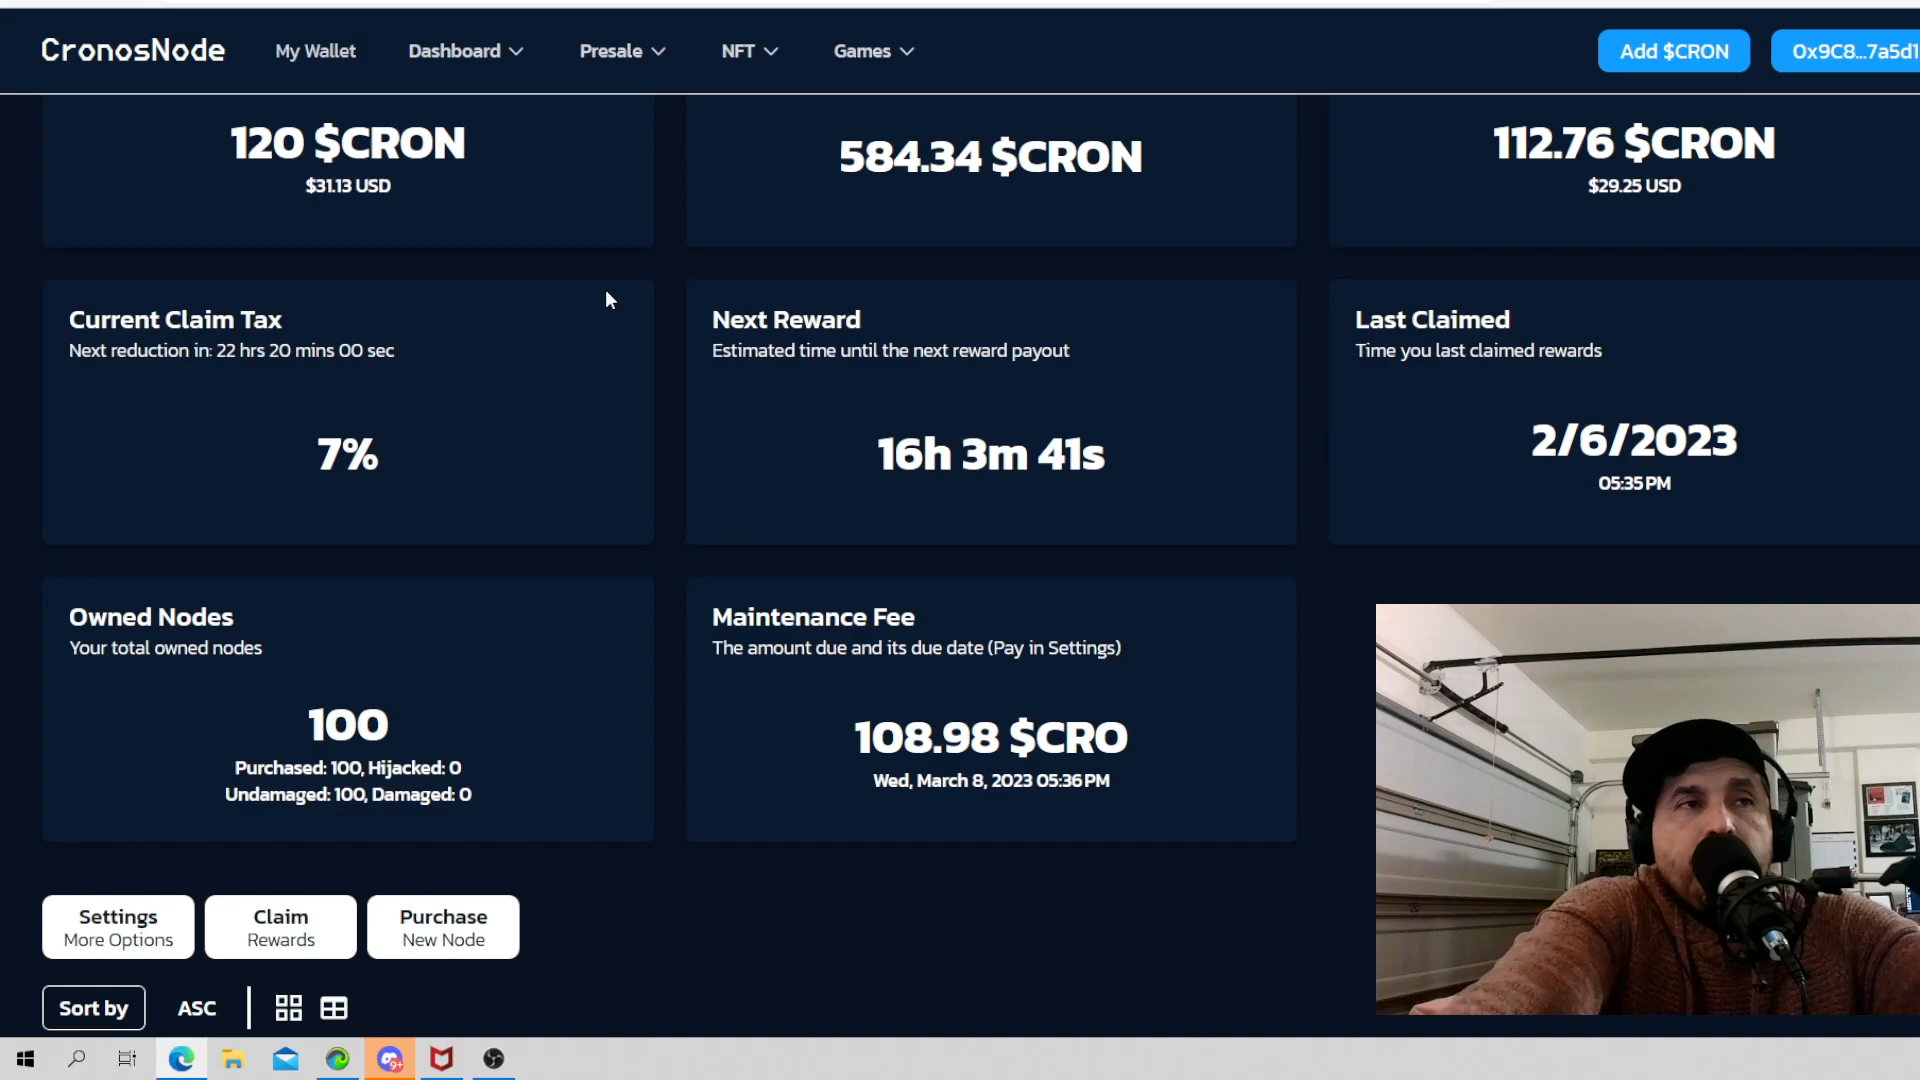 CronosNode
My Wallet
Dashboard
Presale
NFT
Games
Add $CRON
0x9C8...7a5d1
120 $CRON
$31.13 USD
584.34 $CRON
112.76 $CRON
$29.25 USD
Current Claim Tax
Next reduction in: 22 hrs 20 mins 00 sec
7%
Next Reward
Estimated time until the next reward payout
16h 3m 41s
Last Claimed
Time you last claimed rewards
2/6/2023
05:35 PM
Owned Nodes
Your total owned nodes
100
Purchased: 100, Hijacked: 0
Undamaged: 100, Damaged: 0
Maintenance Fee
The amount due and its due date (Pay in Settings)
108.98 $CRO
Wed, March 8, 2023 05:36 PM
Settings
More Options
Claim
Rewards
Purchase
New Node
Sort by
ASC
9+